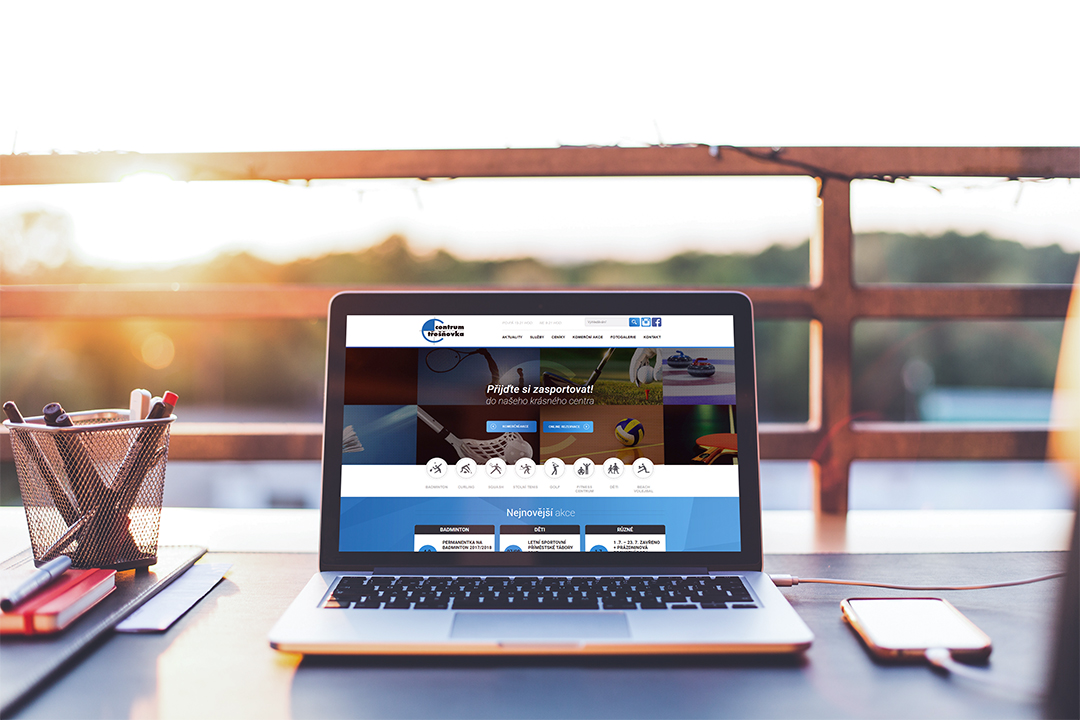 centrum
třešňovka
AKTUALITY SLUŽBY CENÍKY KOMERČNÍ AKCE FOTOGALERIE KONTAKT
Přijďte si zasportovat!
do našeho krásného centra
KOMERČNÍ AKCE ONLINE REZERVACE
BADMINTON CURLING SQUASH STOLNÍ TENIS GOLF FITNESS CENTRUM DĚTI BEACH VOLEJBAL
Nejnovější akce
BADMINTON DĚTI RŮZNÉ
PERMANENTKA NA LETNÍ SPORTOVNÍ 1. 7. – 23. 7. ZAVŘENO
BADMINTON 2017/2018 PŘÍMĚSTSKÉ TÁBORY + PRÁZDNINOVÁ